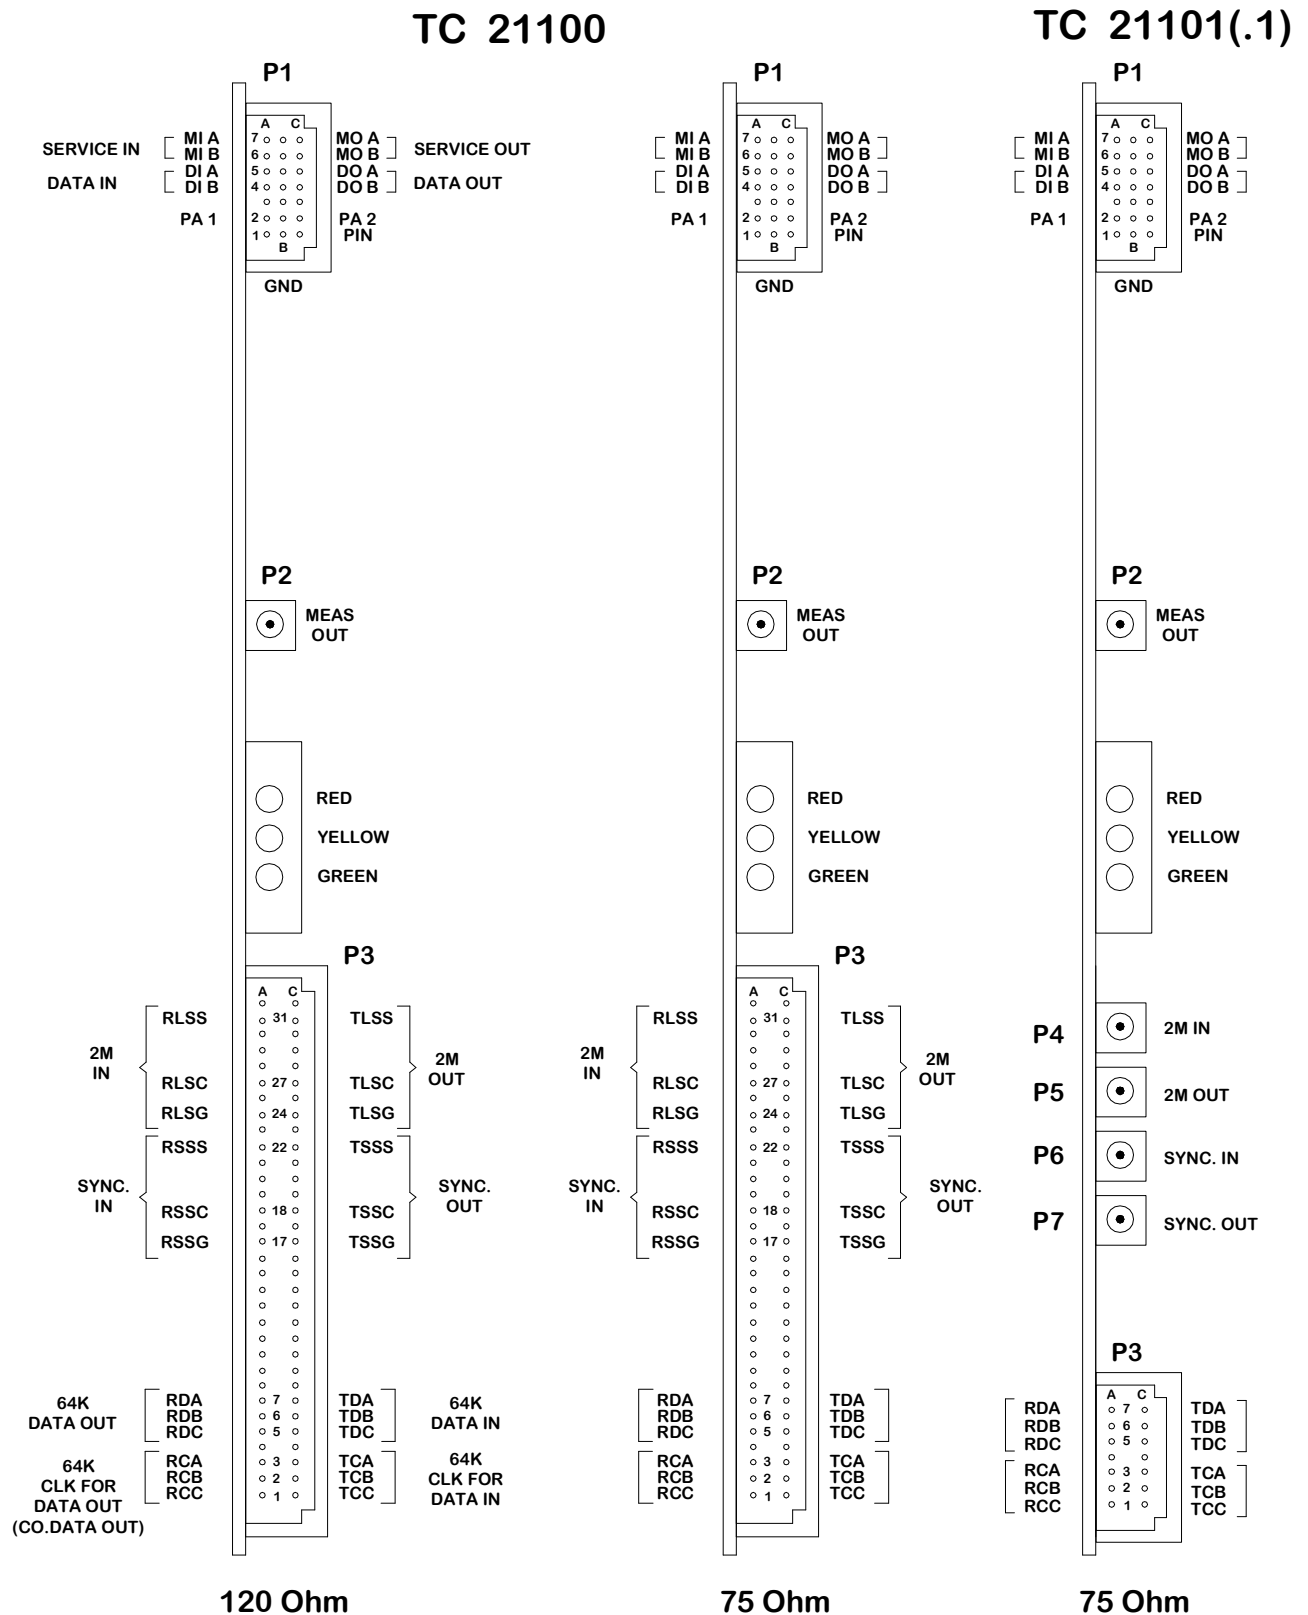 TC 21100
TC 21101(.1)
P1
A C
SERVICE IN MI A 7 MO A SERVICE OUT
MI B 6 MO B
DATA IN DI A 5 DO A DATA OUT
DI B 4 DO B
PA 1 2 PA 2
1 PIN
B
GND
P2
MEAS
OUT
RED
YELLOW
GREEN
P3
A C
RLSS 31 TLSS
2M
IN
2M
OUT
RLSC 27 TLSC
RLSG 24 TLSG
RSSS 22 TSSS
SYNC.
IN
SYNC.
OUT
RSSC 18 TSSC
RSSG 17 TSSG
64K
DATA OUT
RDA 7 TDA
RDB 6 TDB
RDC 5 TDC
64K
DATA IN
64K
CLK FOR
DATA OUT
(CO.DATA OUT)
RCA 3 TCA
RCB 2 TCB
RCC 1 TCC
64K
CLK FOR
DATA IN
120 Ohm
P1
A C
MI A 7 MO A
MI B 6 MO B
DI A 5 DO A
DI B 4 DO B
PA 1 2 PA 2
1 PIN
B
GND
P2
MEAS
OUT
RED
YELLOW
GREEN
P3
A C
RLSS 31 TLSS
2M
IN
2M
OUT
RLSC 27 TLSC
RLSG 24 TLSG
RSSS 22 TSSS
SYNC.
IN
SYNC.
OUT
RSSC 18 TSSC
RSSG 17 TSSG
RDA 7 TDA
RDB 6 TDB
RDC 5 TDC
RCA 3 TCA
RCB 2 TCB
RCC 1 TCC
75 Ohm
P1
A C
MI A 7 MO A
MI B 6 MO B
DI A 5 DO A
DI B 4 DO B
PA 1 2 PA 2
1 PIN
B
GND
P2
MEAS
OUT
RED
YELLOW
GREEN
P4 2M IN
P5 2M OUT
P6 SYNC. IN
P7 SYNC. OUT
P3
A C
RDA 7 TDA
RDB 6 TDB
RDC 5 TDC
RCA 3 TCA
RCB 2 TCB
RCC 1 TCC
75 Ohm